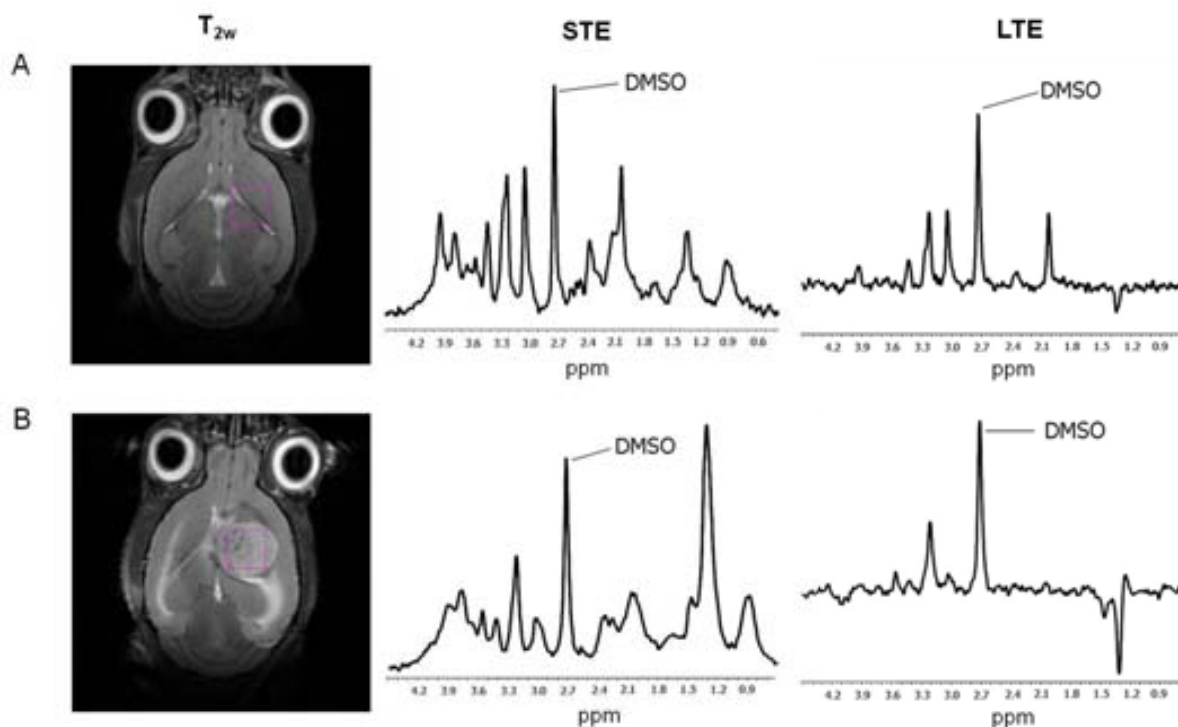 T2w
STE
LTE
A
DMSO
DMSO
4.2 3.9 3.6 3.3 3.0 2.7 2.4 2.1 1.8 1.5 1.2 0.9 0.6
ppm
4.2 3.9 3.6 3.3 3.0 2.7 2.4 2.1 1.8 1.5 1.2 0.9
ppm
B
DMSO
DMSO
4.2 3.9 3.6 3.3 3.0 2.7 2.4 2.1 1.8 1.5 1.2 0.9
ppm
4.2 3.9 3.6 3.3 3.0 2.7 2.4 2.1 1.8 1.5 1.2 0.9
ppm